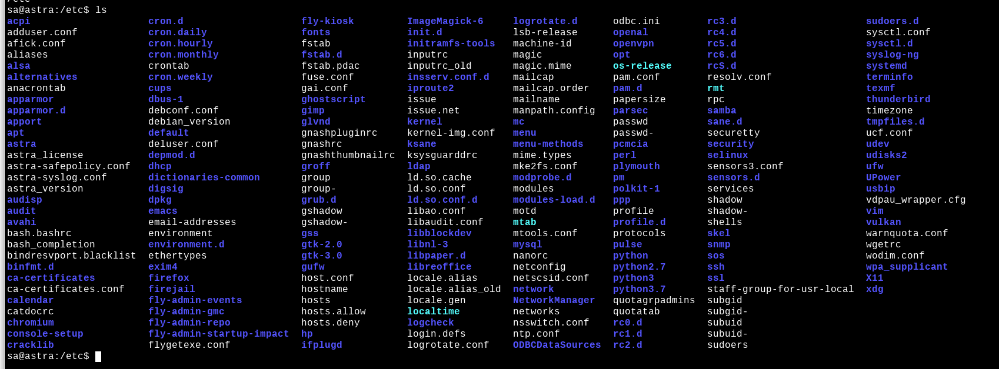 /etc
sa@astra:/etc$ ls
acpi cron.d fly-kiosk ImageMagick-6 logrotate.d odbc.ini rc3.d sudoers.d
adduser.conf cron.daily fonts init.d lsb-release openal rc4.d sysctl.conf
afick.conf cron.hourly fstab initramfs-tools machine-id openvpn rc5.d sysctl.d
aliases cron.monthly fstab.d inputrc magic opt rc6.d syslog-ng
alsa crontab fstab.pdac inputrc_old magic.mime os-release rcS.d systemd
alternatives cron.weekly fuse.conf insserv.conf.d mailcap pam.conf resolv.conf terminfo
anacrontab cups gai.conf iproute2 mailcap.order pam.d rmt texmf
apparmor dbus-1 ghostscript issue mailname papersize rpc thunderbird
apparmor.d debconf.conf gimp issue.net manpath.config parsec samba timezone
apport debian_version glvnd kernel mc passwd sane.d tmpfiles.d
apt default gnashpluginrc kernel-img.conf menu passwd- securetty ucf.conf
astra deluser.conf gnashrc ksane menu-methods pcmcia security udev
astra_license depmod.d gnashthumbnailrc ksysguarddrc mime.types perl selinux udisks2
astra-safepolicy.conf dhcp groff ldap mke2fs.conf plymouth sensors3.conf ufw
astra-syslog.conf dictionaries-common group ld.so.cache modprobe.d pm sensors.d UPower
astra_version digsig group- ld.so.conf modules polkit-1 services usbip
audisp dpkg grub.d ld.so.conf.d modules-load.d ppp shadow vdpau_wrapper.cfg
audit emacs gshadow libao.conf motd profile shadow- vim
avahi email-addresses gshadow- libaudit.conf mtab profile.d shells vulkan
bash.bashrc environment gss libblockdev mtools.conf protocols skel warnquota.conf
bash_completion environment.d gtk-2.0 libnl-3 mysql pulse snmp wgetrc
bindresvport.blacklist ethertypes gtk-3.0 libpaper.d nanorc python sos wodim.conf
binfmt.d exim4 gufw libreoffice netconfig python2.7 ssh wpa_supplicant
ca-certificates firefox host.conf locale.alias netscsid.conf python3 ssl X11
ca-certificates.conf firejail hostname locale.alias_old network python3.7 staff-group-for-usr-local xdg
calendar fly-admin-events hosts locale.gen NetworkManager quotagrpadmins subgid
catdocrc fly-admin-gmc hosts.allow localtime networks quotatab subgid-
chromium fly-admin-repo hosts.deny logcheck nsswitch.conf rc0.d subuid
console-setup fly-admin-startup-impact hp login.defs ntp.conf rc1.d subuid-
cracklib flygetexe.conf ifplugd logrotate.conf ODBCDataSources rc2.d sudoers
sa@astra:/etc$